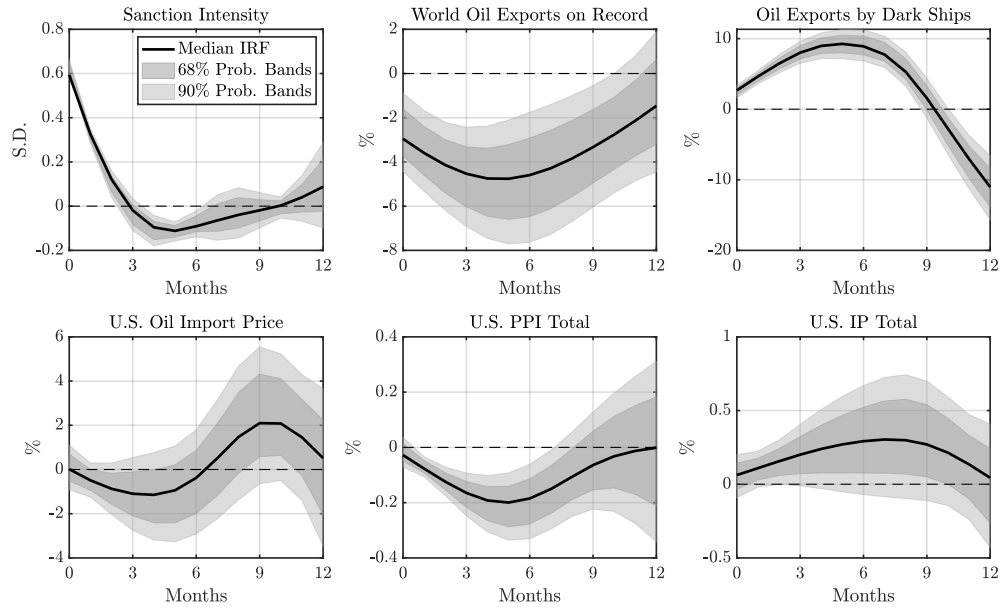 Sanction Intensity
0.8
0.6
0.4
0.2
0
-0.2
S.D.
0 3 6 9 12
Months
Median IRF
68% Prob. Bands
90% Prob. Bands
World Oil Exports on Record
2
0
-2
-4
-6
-8
%
0 3 6 9 12
Months
Oil Exports by Dark Ships
10
0
-10
-20
%
0 3 6 9 12
Months
U.S. Oil Import Price
6
4
2
0
-2
-4
%
0 3 6 9 12
Months
U.S. PPI Total
0.4
0.2
0
-0.2
-0.4
%
0 3 6 9 12
Months
U.S. IP Total
1
0.5
0
-0.5
%
0 3 6 9 12
Months